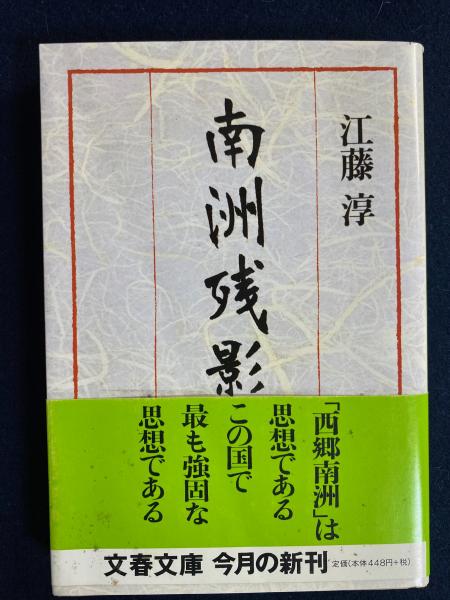 江藤 淳
南洲残影
「西郷南洲」は
思想である
この国で
最も強固な
思想である
文春文庫 今月の新刊
定価(本体448円+税)